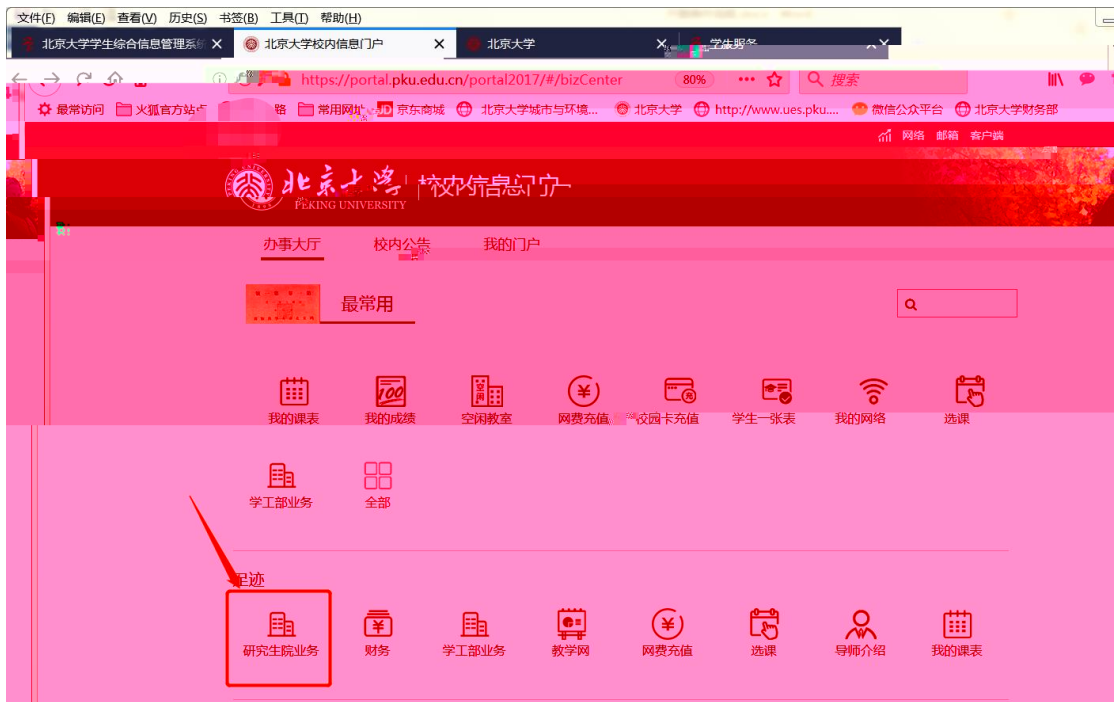 文件(F) 编辑(E) 查看(V) 历史(S) 书签(B) 工具(T) 帮助(H)
北京大学学生综合信息管理系统 北京大学校内信息门户 北京大学 学生服务
https://portal.pku.edu.cn/portal2017/#/bizCenter 80% 搜索
最常访问 火狐官方站点 常用网址 京东商城 北京大学城市与环境... 北京大学 http://www.ues.pku.... 微信公众平台 北京大学财务部
网络 邮箱 客户端
北京大学 校内信息门户
PEKING UNIVERSITY
办事大厅 校内公告 我的门户
最常用
我的课表 我的成绩 空闲教室 网费充值 校园卡充值 学生一张表 我的网络 选课
学工部业务 全部
足迹
研究生院业务 财务 学工部业务 教学网 网费充值 选课 导师介绍 我的课表